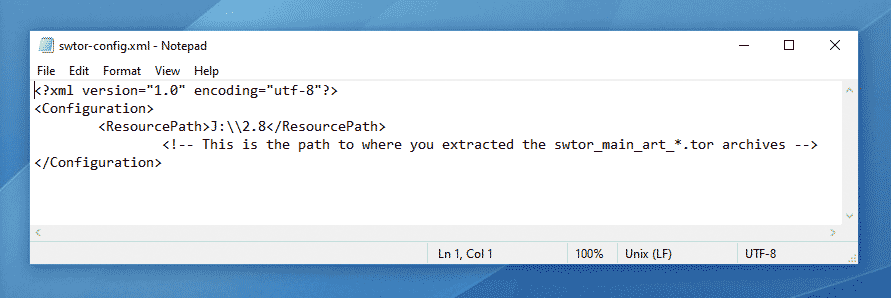 swtor-config.xml - Notepad
File Edit Format View Help
<?xml version="1.0" encoding="utf-8"?>
<Configuration>
<ResourcePath>J:\\2.8</ResourcePath>
<!-- This is the path to where you extracted the swtor_main_art_*.tor archives -->
</Configuration>
Ln 1, Col 1 100% Unix (LF) UTF-8